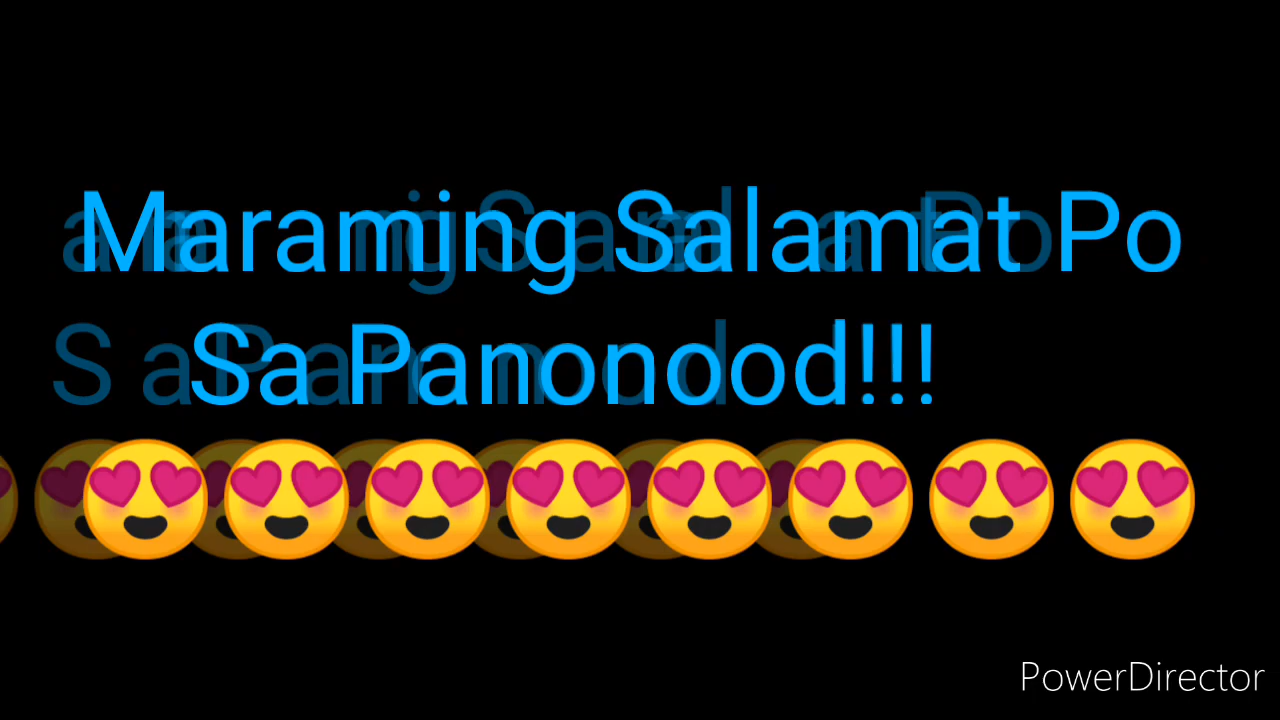 Maraming Salamat Po
Sa Panonood!!!
😍😍😍😍😍😍😍😍
PowerDirector